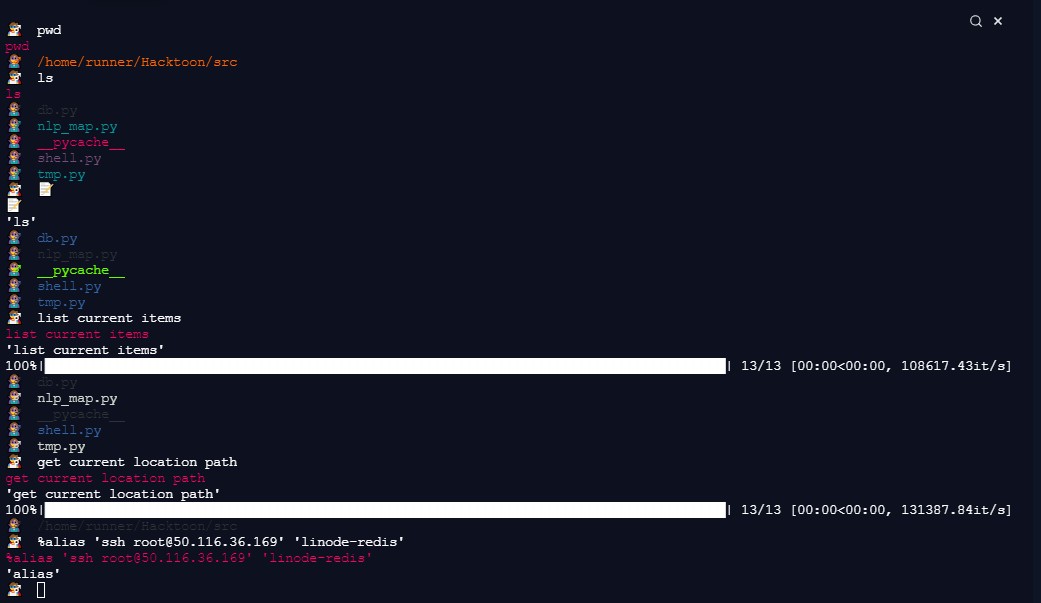 pwd
pwd
/home/runner/Hacktoon/src
ls
ls
db.py
nlp_map.py
__pycache__
shell.py
tmp.py
'ls'
db.py
nlp_map.py
__pycache__
shell.py
tmp.py
list current items
list current items
'list current items'
100%| | 13/13 [00:00<00:00, 108617.43it/s]
db.py
nlp_map.py
__pycache__
shell.py
tmp.py
get current location path
get current location path
'get current location path'
100%| | 13/13 [00:00<00:00, 131387.84it/s]
/home/runner/Hacktoon/src
%alias 'ssh root@50.116.36.169' 'linode-redis'
%alias 'ssh root@50.116.36.169' 'linode-redis'
'alias'